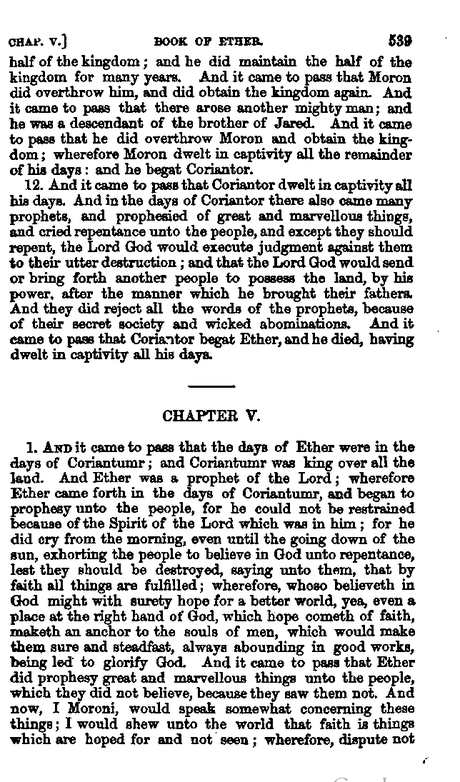 CHAP. V.] BOOK OF ETHER. 539
half of the kingdom; and he did maintain the half of the
kingdom for many years. And it came to pass that Moron
did overthrow him, and did obtain the kingdom again. And
it came to pass that there arose another mighty man; and
he was a descendant of the brother of Jared. And it came
to pass that he did overthrow Moron and obtain the king-
dom; wherefore Moron dwelt in captivity all the remainder
of his days: and he begat Coriantor.
12. And it came to pass that Coriantor dwelt in captivity all
his days. And in the days of Coriantor there also came many
prophets, and prophesied of great and marvellous things,
and cried repentance unto the people, and except they should
repent, the Lord God would execute judgment against them
to their utter destruction; and that the Lord God would send
or bring forth another people to possess the land, by his
power, after the manner which he brought their fathers.
And they did reject all the words of the prophets, because
of their secret society and wicked abominations. And it
came to pass that Coriantor begat Ether, and he died, having
dwelt in captivity all his days.
CHAPTER V.
1. AND it came to pass that the days of Ether were in the
days of Coriantumr; and Coriantumr was king over all the
land. And Ether was a prophet of the Lord; wherefore
Ether came forth in the days of Coriantumr, and began to
prophesy unto the people, for he could not be restrained
because of the Spirit of the Lord which was in him; for he
did cry from the morning, even until the going down of the
sun, exhorting the people to believe in God unto repentance,
lest they should be destroyed, saying unto them, that by
faith all things are fulfilled; wherefore, whoso believeth in
God might with surety hope for a better world, yea, even a
place at the right hand of God, which hope cometh of faith,
maketh an anchor to the souls of men, which would make
them sure and steadfast, always abounding in good works,
being led to glorify God. And it came to pass that Ether
did prophesy great and marvellous things unto the people,
which they did not believe, because they saw them not. And
now, I Moroni, would speak somewhat concerning these
things; I would shew unto the world that faith is things
which are hoped for and not seen; wherefore, dispute not